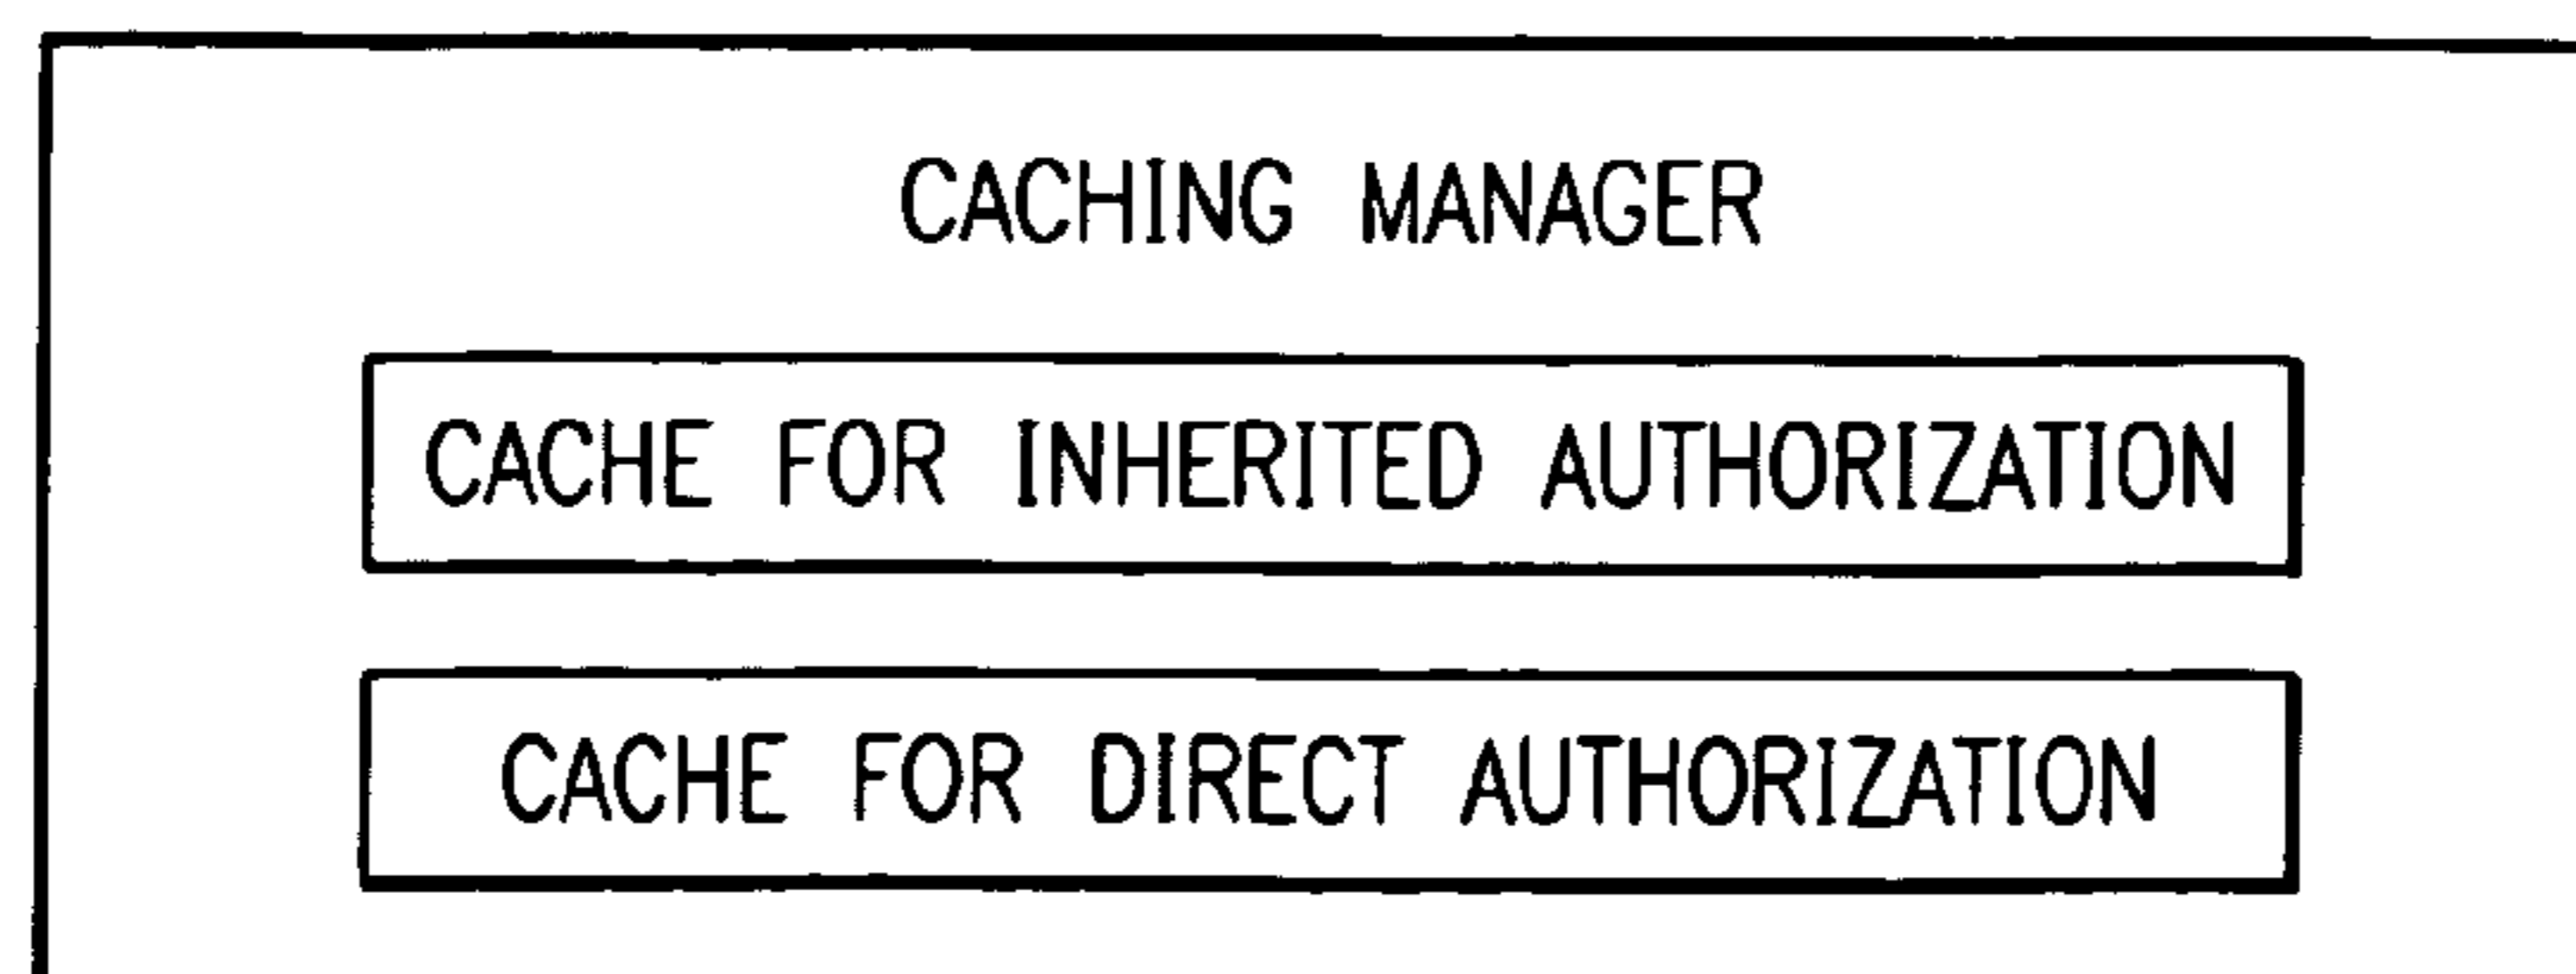 CACHING MANAGER
CACHE FOR INHERITED AUTHORIZATION
CACHE FOR DIRECT AUTHORIZATION